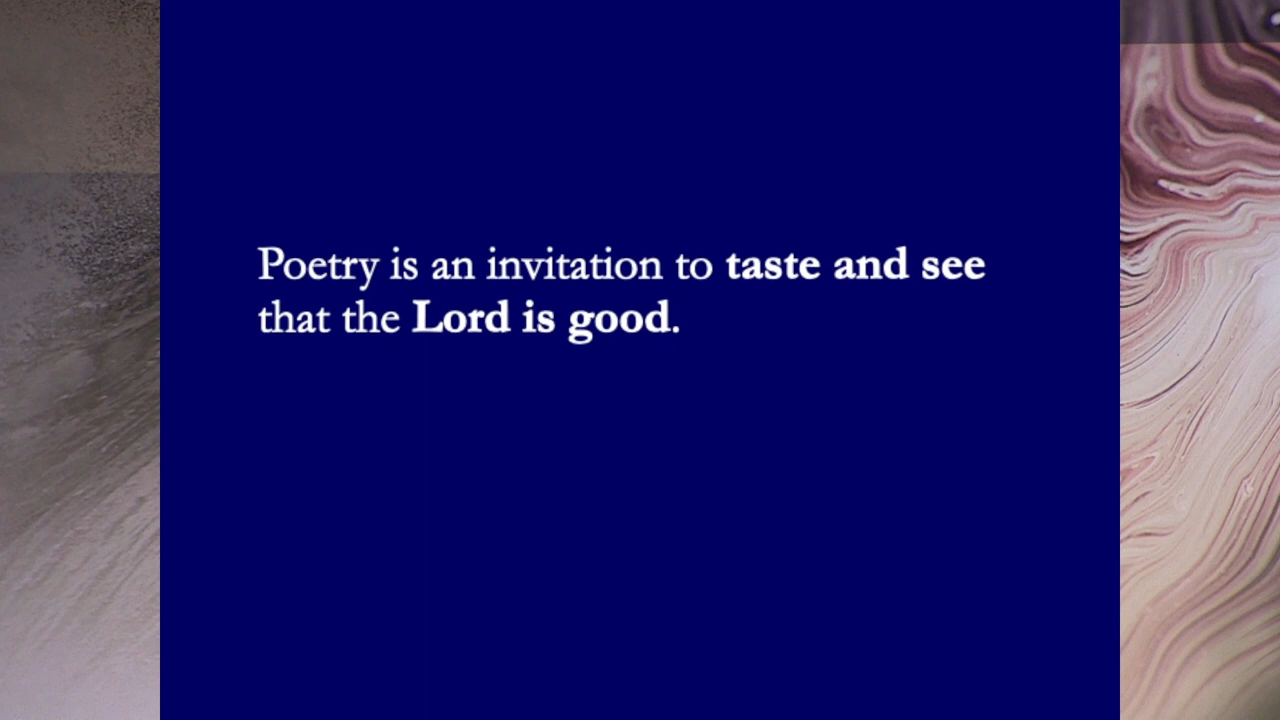 Poetry is an invitation to taste and see
that the Lord is good.